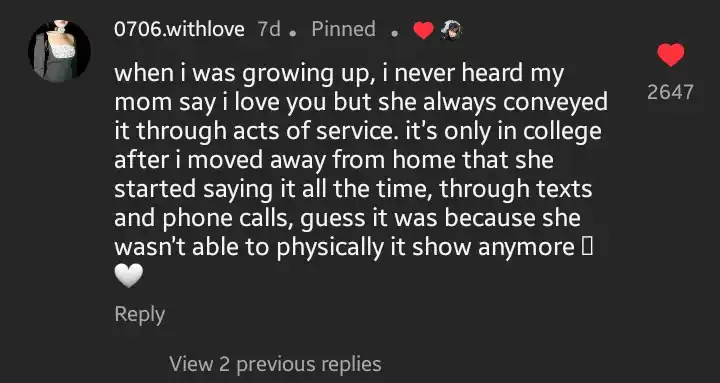 0706.withlove 7d • Pinned •
when i was growing up, i never heard my
mom say i love you but she always conveyed
it through acts of service. it's only in college
after i moved away from home that she
started saying it all the time, through texts
and phone calls, guess it was because she
wasn't able to physically it show anymore
2647
Reply
View 2 previous replies